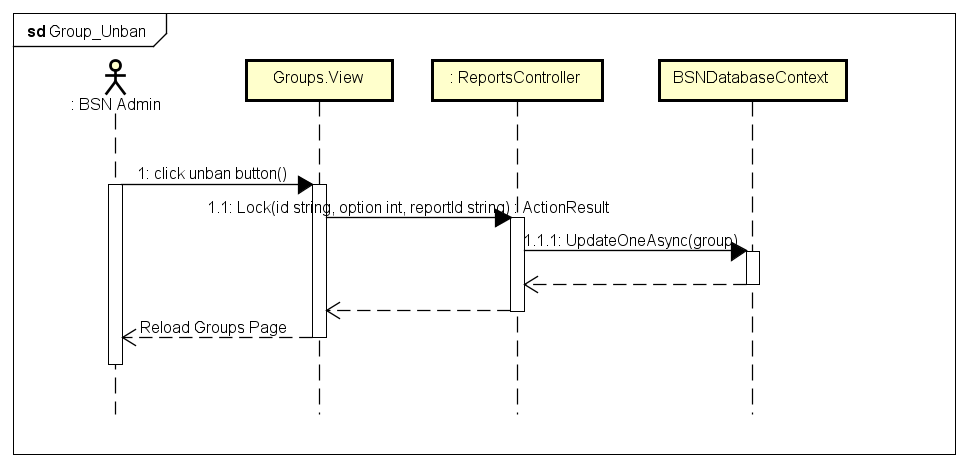 sd Group_Unban
: BSN Admin
Groups.View
: ReportsController
BSNDatabaseContext
1: click unban button()
1.1: Lock(id string, option int, reportId string) : ActionResult
1.1.1: UpdateOneAsync(group)
Reload Groups Page